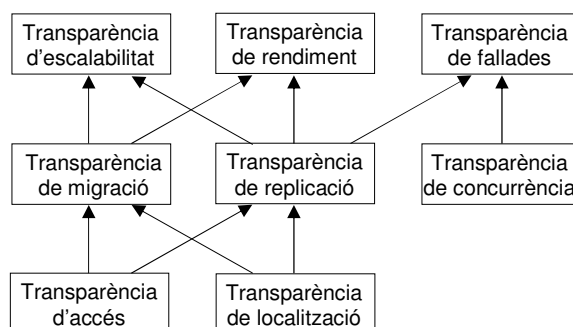 Transparència
d'escalabilitat
Transparència
de rendiment
Transparència
de fallades
Transparència
de migració
Transparència
de replicació
Transparència
de concurrència
Transparència
d'accés
Transparència
de localització